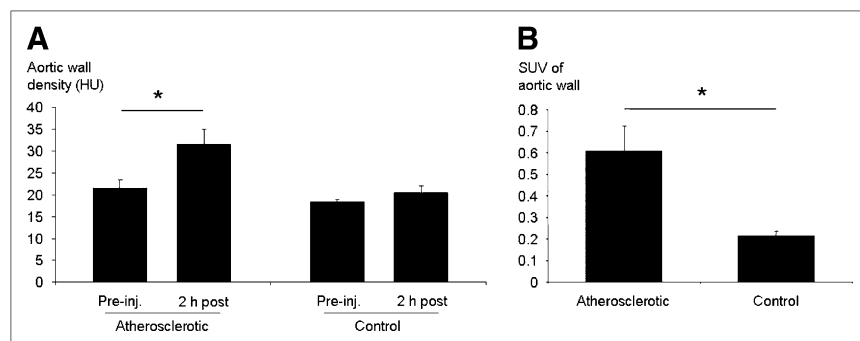 A
Aortic wall
density (HU)
40
35
30
25
20
15
10
5
0
*
Pre-inj. 2 h post Pre-inj. 2 h post
Atherosclerotic Control
B
SUV of
aortic wall
0.8
0.7
0.6
0.5
0.4
0.3
0.2
0.1
0
*
Atherosclerotic Control